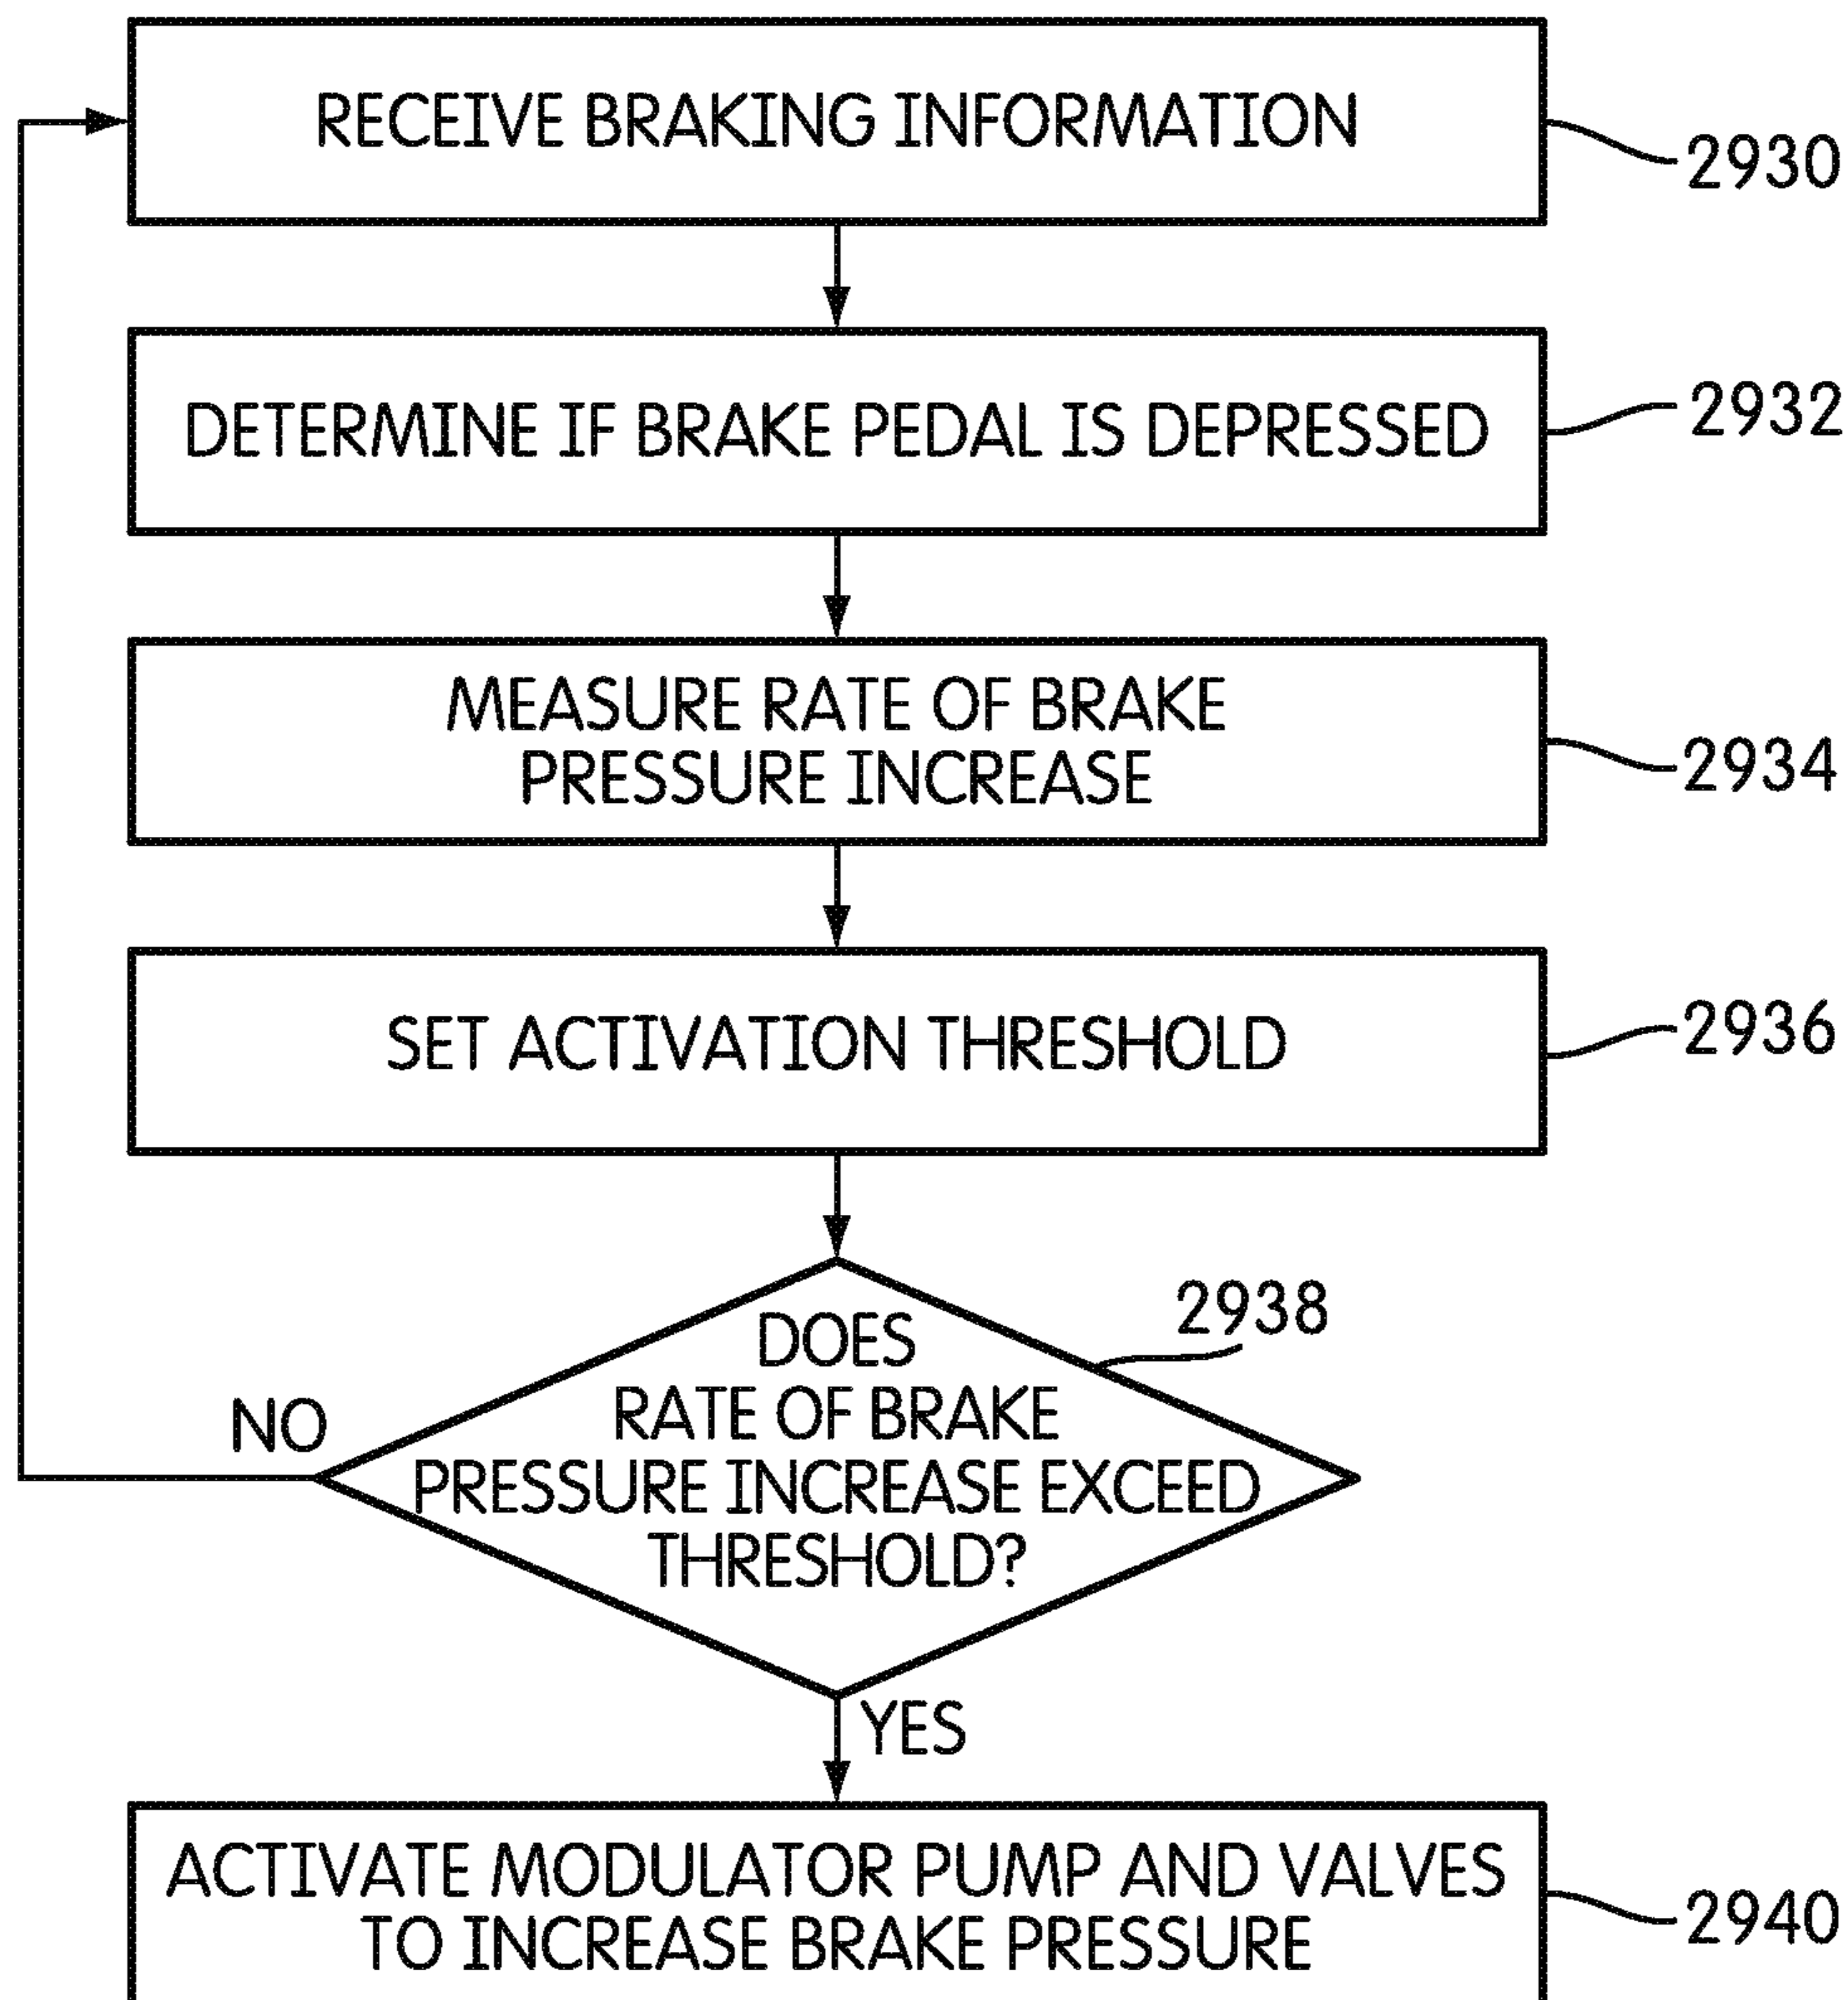 RECEIVE BRAKING INFORMATION
2930
DETERMINE IF BRAKE PEDAL IS DEPRESSED
2932
MEASURE RATE OF BRAKE
PRESSURE INCREASE
2934
SET ACTIVATION THRESHOLD
2936
2938
DOES
RATE OF BRAKE
PRESSURE INCREASE EXCEED
THRESHOLD?
NO
YES
ACTIVATE MODULATOR PUMP AND VALVES
TO INCREASE BRAKE PRESSURE
2940